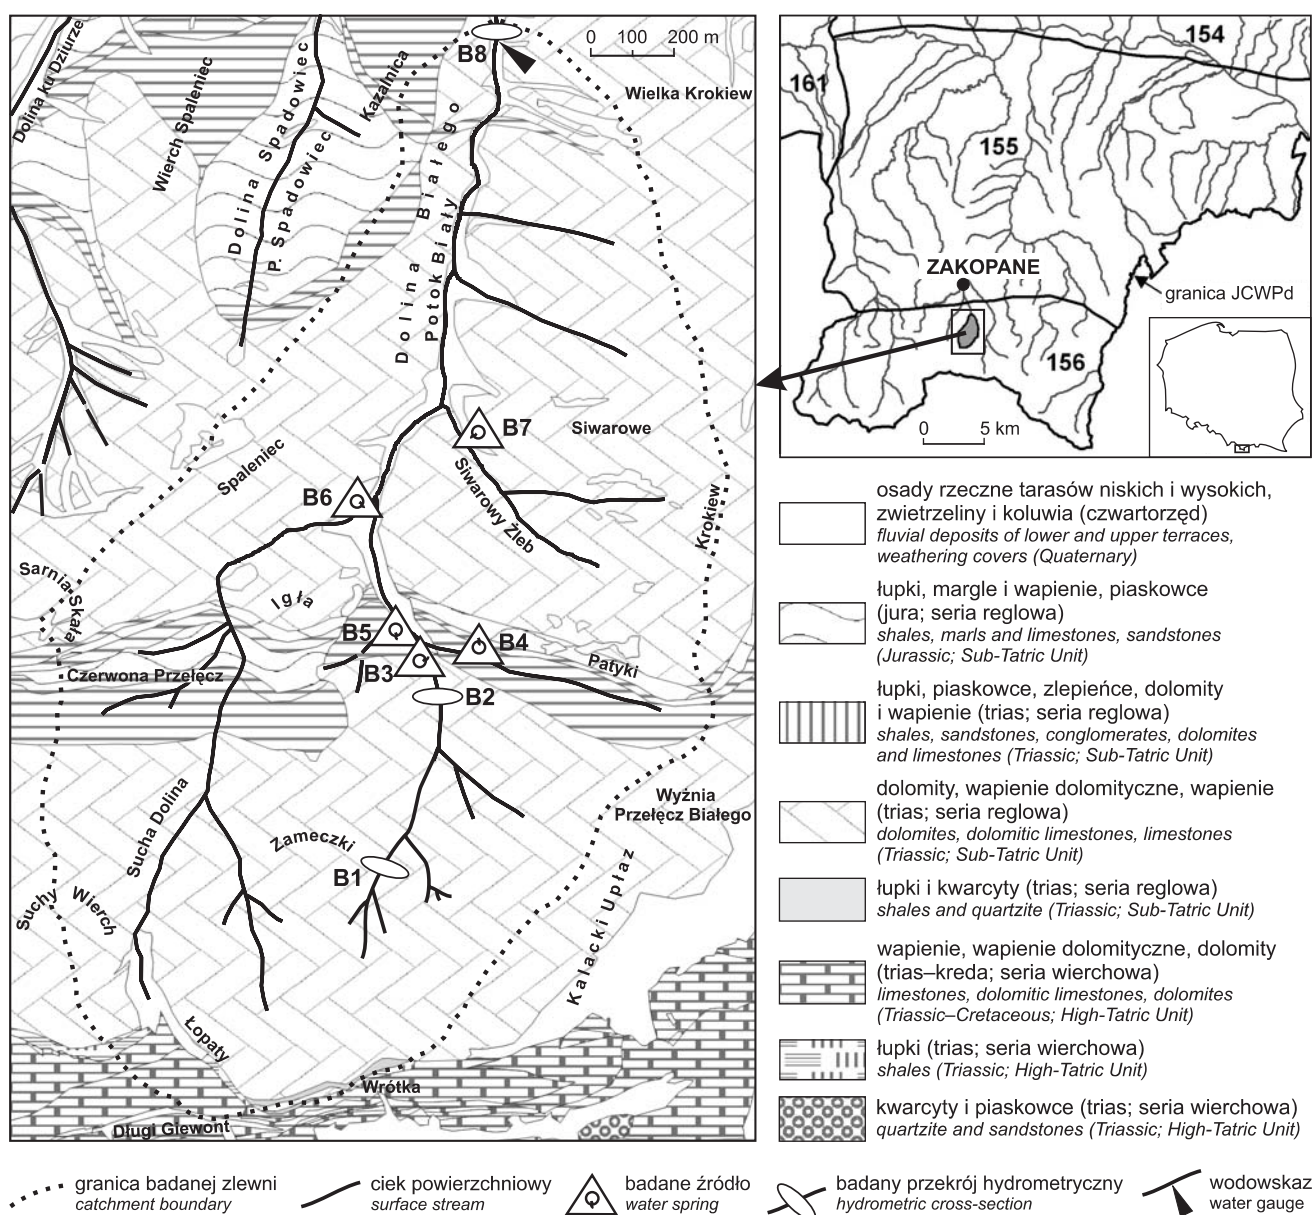 Dolina ku Dziurze
Wierch Spaleniec
Dolina Spadowiec
P. Spadowiec
Kazalnica
B8
0 100 200 m
Wielka Krokiew
Dolina Białego
Potok Biały
B7
Siwarowe
Spaleniec
B6
Siwarowy Żleb
Krokiew
Sarnia Skała
Igła
B5
B4
B3
Patyki
Czerwona Przełęcz
B2
Sucha Dolina
Wyżnia
Przełęcz Białego
Zameczki
B1
Suchy Wierch
Kalacki Upłaz
Łopaty
Wrótka
Długi Giewont
154
161
155
ZAKOPANE
granica JCWPd
156
0 5 km
osady rzeczne tarasów niskich i wysokich,
zwietrzeliny i koluwia (czwartorzęd)
fluvial deposits of lower and upper terraces,
weathering covers (Quaternary)
łupki, margle i wapienie, piaskowce
(jura; seria reglowa)
shales, marls and limestones, sandstones
(Jurassic; Sub-Tatric Unit)
łupki, piaskowce, zlepieńce, dolomity
i wapienie (trias; seria reglowa)
shales, sandstones, conglomerates, dolomites
and limestones (Triassic; Sub-Tatric Unit)
dolomity, wapienie dolomityczne, wapienie
(trias; seria reglowa)
dolomites, dolomitic limestones, limestones
(Triassic; Sub-Tatric Unit)
łupki i kwarcyty (trias; seria reglowa)
shales and quartzite (Triassic; Sub-Tatric Unit)
wapienie, wapienie dolomityczne, dolomity
(trias–kreda; seria wierchowa)
limestones, dolomitic limestones, dolomites
(Triassic–Cretaceous; High-Tatric Unit)
łupki (trias; seria wierchowa)
shales (Triassic; High-Tatric Unit)
kwarcyty i piaskowce (trias; seria wierchowa)
quartzite and sandstones (Triassic; High-Tatric Unit)
granica badanej zlewni
catchment boundary
ciek powierzchniowy
surface stream
badane źródło
water spring
badany przekrój hydrometryczny
hydrometric cross-section
wodowskaz
water gauge